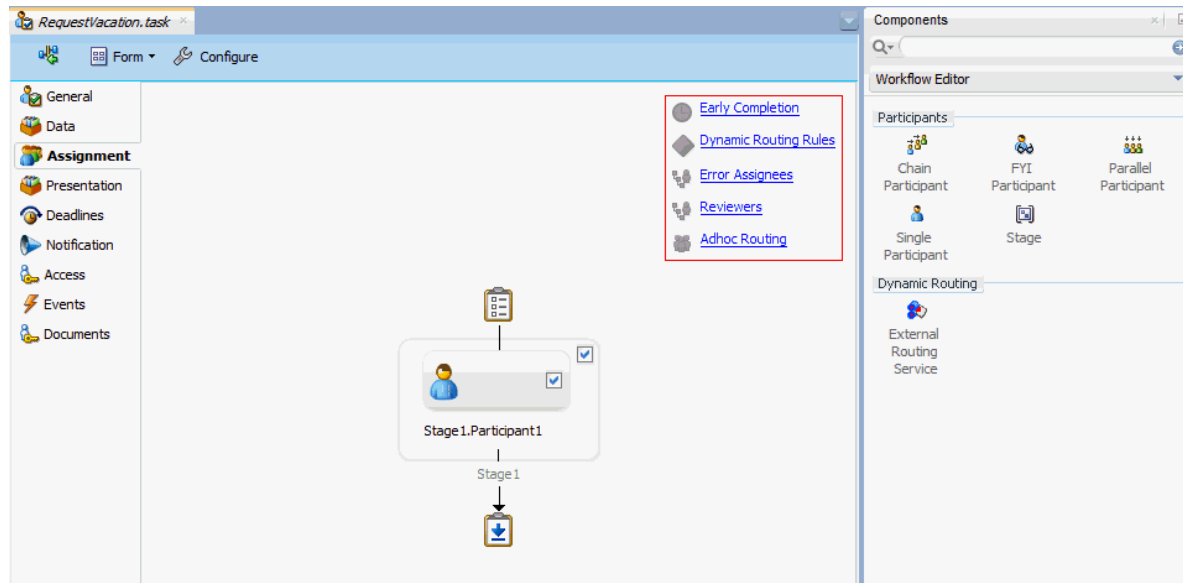 RequestVacation.task
Form
Configure
General
Data
Assignment
Presentation
Deadlines
Notification
Access
Events
Documents
Early Completion
Dynamic Routing Rules
Error Assignees
Reviewers
Adhoc Routing
Stage1.Participant1
Stage1
Components
Workflow Editor
Participants
Chain
Participant
FYI
Participant
Parallel
Participant
Single
Participant
Stage
Dynamic Routing
External
Routing
Service